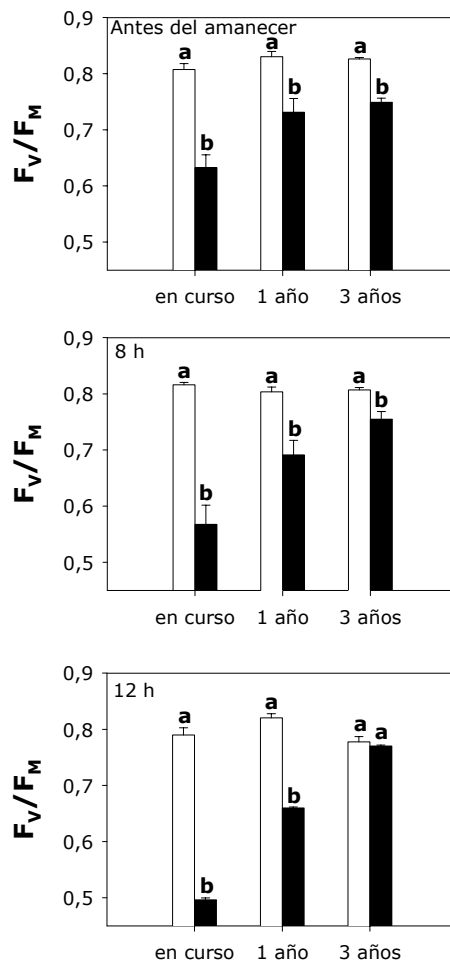 0,9
Antes del amanecer
a
a
a
0,8
b
b
0,7
b
0,6
0,5
F_V/F_M
en curso 1 año 3 años
0,9
8 h
a
a
a
0,8
b
b
0,7
b
0,6
0,5
F_V/F_M
en curso 1 año 3 años
0,9
12 h
a
a
a a
0,8
b
0,7
0,6
b
0,5
F_V/F_M
en curso 1 año 3 años